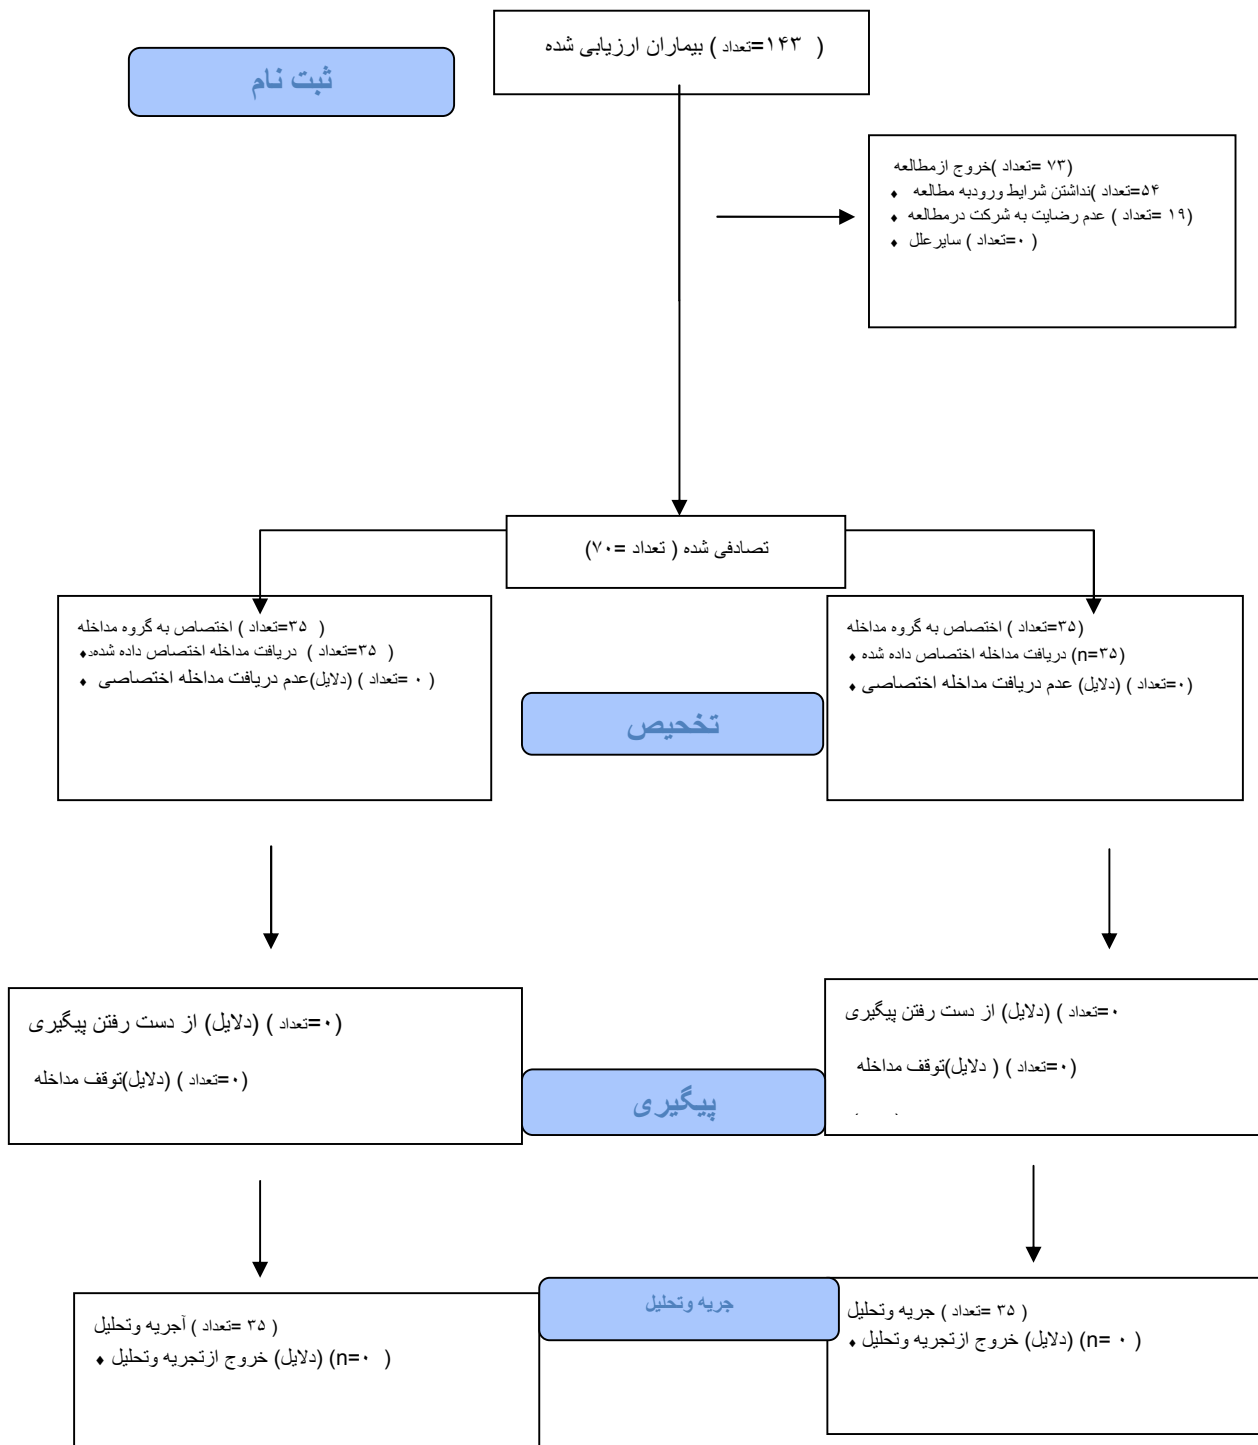 بیماران ارزیابی شده ( تعداد=۱۴۳ )
ثبت نام
خروج ازمطالعه( تعداد= ۷۳)
♦ نداشتن شرایط ورودبه مطالعه( تعداد=۵۴
♦ عدم رضایت به شرکت درمطالعه ( تعداد= ۱۹)
♦ سایرعلل ( تعداد=۰ )
تصادفی شده ( تعداد =۷۰)
اختصاص به گروه مداخله ( تعداد=۳۵)
♦ دریافت مداخله اختصاص داده شده (n=۳۵)
♦ عدم دریافت مداخله اختصاصی (دلایل) ( تعداد=۰)
اختصاص به گروه مداخله ( تعداد=۳۵ )
♦ دریافت مداخله اختصاص داده شدهد ( تعداد=۳۵ )
♦ عدم دریافت مداخله اختصاصی(دلایل) ( تعداد= ۰ )
تخحیص
از دست رفتن پیگیری (دلایل) ( تعداد=۰
توقف مداخله(دلایل ) ( تعداد=۰)
از دست رفتن پیگیری (دلایل) ( تعداد=۰)
توقف مداخله(دلایل) ( تعداد=۰)
پیگیری
جریه وتحلیل
جریه وتحلیل ( تعداد= ۳۵ )
♦ خروج ازتجریه وتحلیل (دلایل) (n= ۰ )
آجریه وتحلیل ( تعداد= ۳۵ )
♦ خروج ازتجریه وتحلیل (دلایل) (n=۰ )